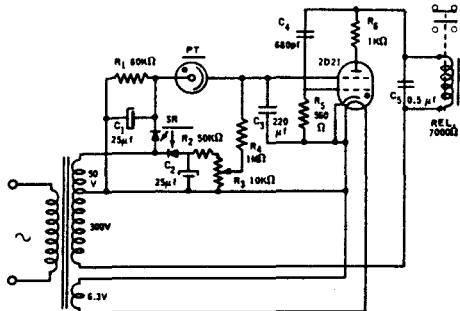 C4
680pf
R6
1KΩ
PT
R1 60KΩ
2D21
C1
25μf
SR
R2 50KΩ
C2
25μf
R3 10KΩ
R4
1MΩ
C3
220
μf
R5
560
Ω
C5 0.5 μf
REL.
7000Ω
50
V
300V
6.3V
~